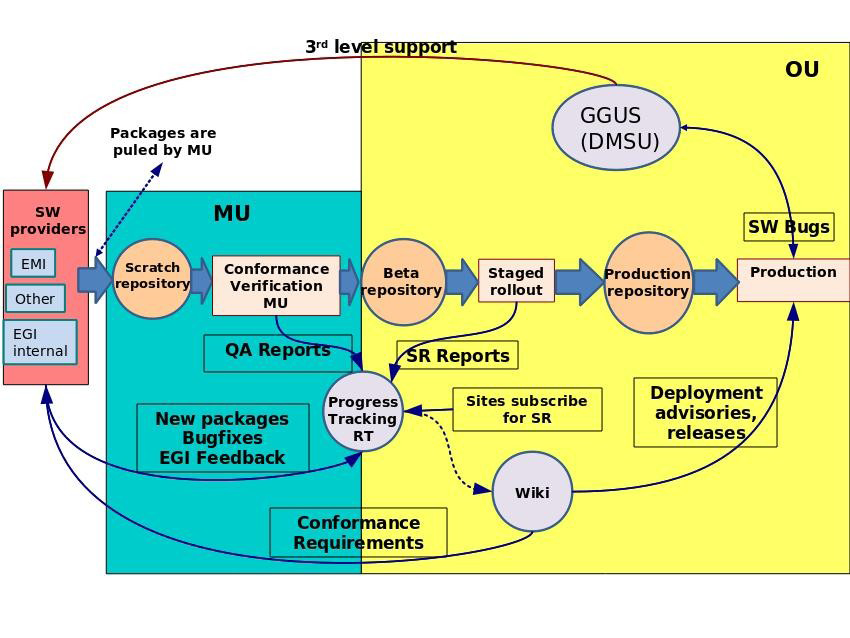 3rd level support
OU
GGUS
(DMSU)
Packages are
puled by MU
SW
providers
EMI
Other
EGI
internal
MU
SW Bugs
Scratch
repository
Conformance
Verification
MU
Beta
repository
Staged
rollout
Production
repository
Production
QA Reports
SR Reports
Progress
Tracking
RT
Sites subscribe
for SR
Deployment
advisories,
releases
New packages
Bugfixes
EGI Feedback
Wiki
Conformance
Requirements